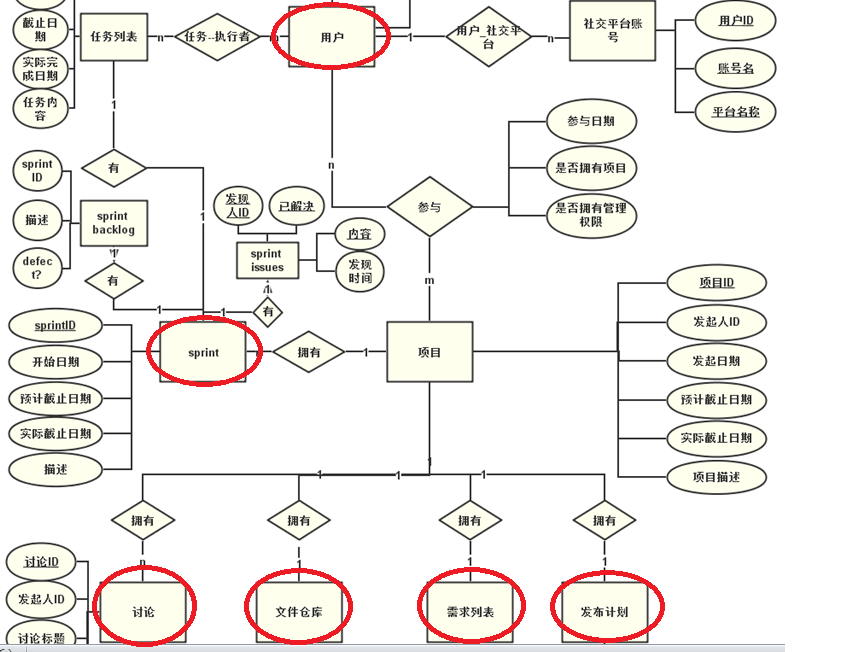 截止日
期
实际完
成日期
任务内
容
任务列表
n
任务--执行者
用户
1
用户_社交平
台
n
社交平台账
号
用户ID
账号名
平台名称
1
有
1
n
参与
参与日期
是否拥有项目
是否拥有管理
权限
m
sprint
ID
描述
defec
t?
sprint
backlog
有
1
发现
人ID
已解决
sprint
issues
内容
发现
时间
有
1
sprintID
开始日期
预计截止日期
实际截止日期
描述
sprint
拥有
1
项目
项目ID
发起人ID
发起日期
预计截止日期
实际截止日期
项目描述
1
1
1
1
拥有
拥有
拥有
拥有
n
1
1
1
讨论ID
发起人ID
讨论标题
讨论
文件仓库
需求列表
发布计划